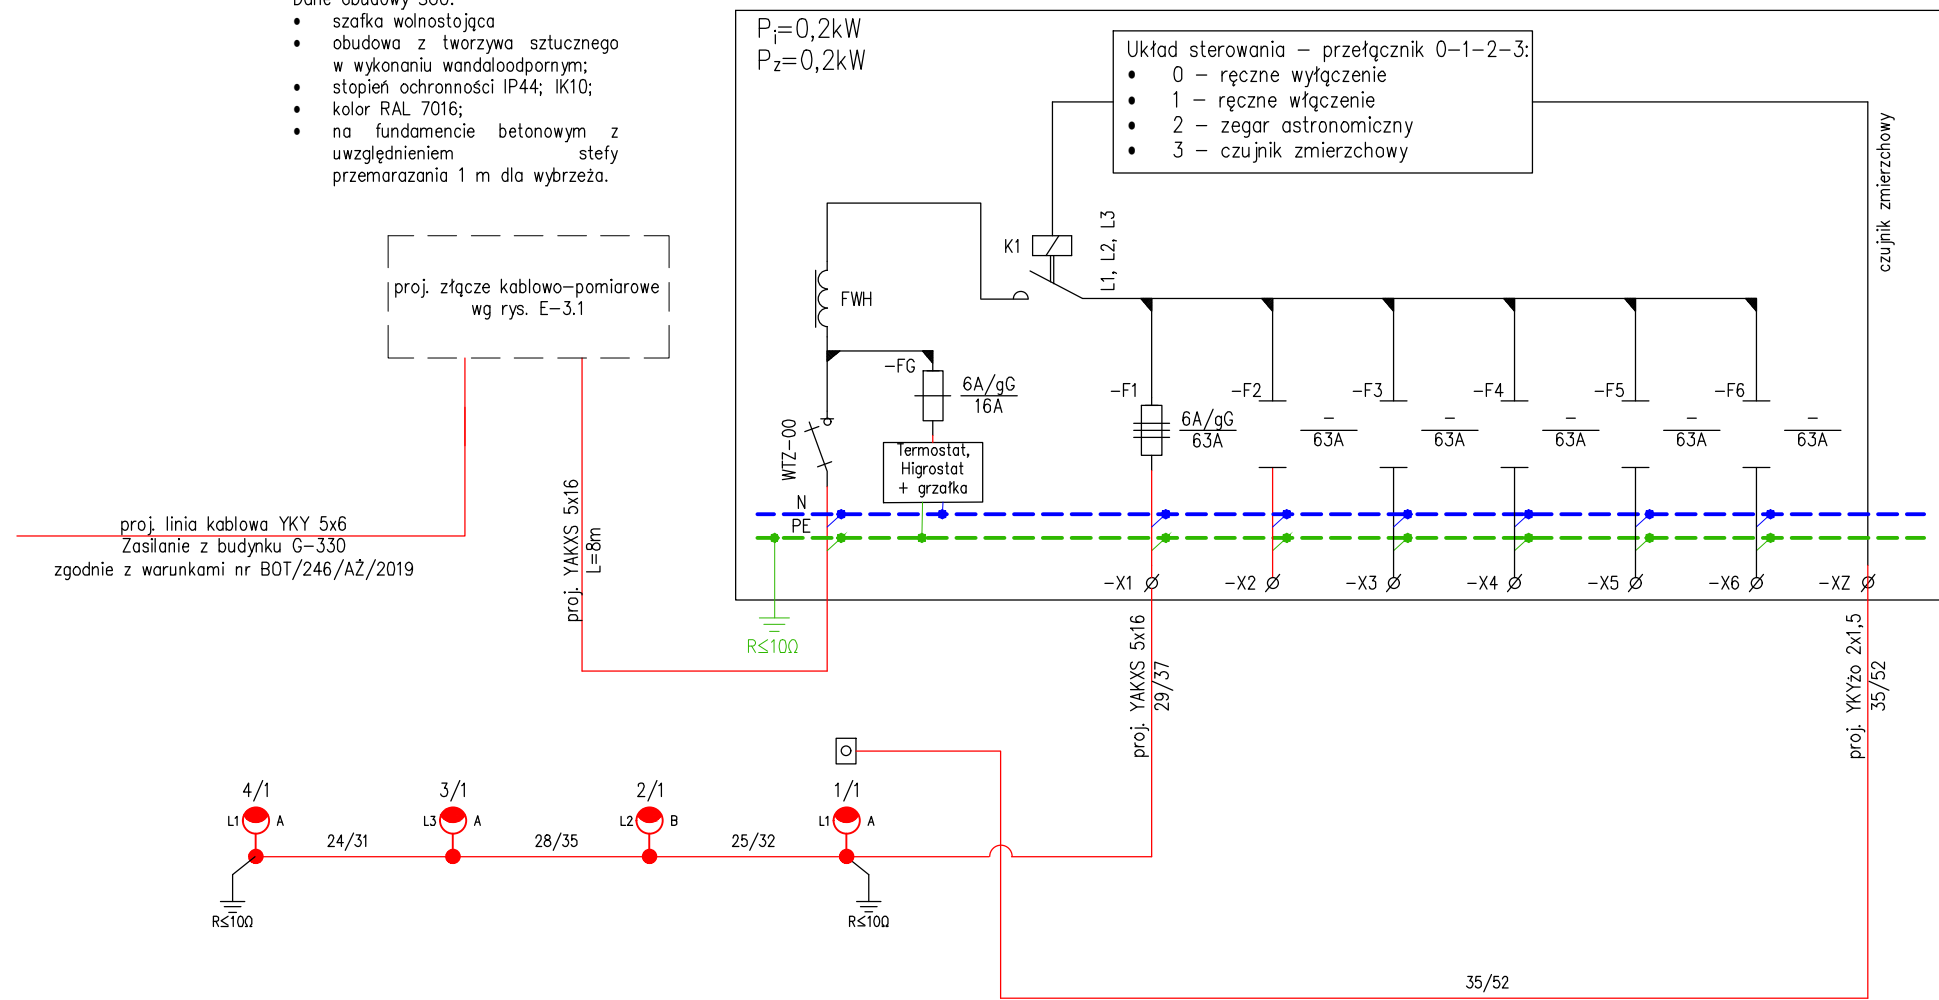 Dane obudowy SOU:
• szafka wolnostojąca
• obudowa z tworzywa sztucznego
w wykonaniu wandaloodpornym;
• stopień ochronności IP44; IK10;
• kolor RAL 7016;
• na fundamencie betonowym z
uwzględnieniem stefy
przemarazania 1 m dla wybrzeża.
proj. złącze kablowo-pomiarowe
wg rys. E-3.1
proj. linia kablowa YKY 5x6
Zasilanie z budynku G-330
zgodnie z warunkami nr BOT/246/AŻ/2019
proj. YAKXS 5x16
L=8m
Pi=0,2kW
Pz=0,2kW
Układ sterowania - przełącznik 0-1-2-3:
• 0 - ręczne wyłączenie
• 1 - ręczne włączenie
• 2 - zegar astronomiczny
• 3 - czujnik zmierzchowy
czujnik zmierzchowy
K1
L1, L2, L3
FWH
-FG
6A/gG
16A
WTZ-00
Termostat,
Higrostat
+ grzałka
-F1
6A/gG
63A
-F2
-
63A
-F3
-
63A
-F4
-
63A
-F5
-
63A
-F6
-
63A
N
PE
R≤10Ω
-X1
-X2
-X3
-X4
-X5
-X6
-XZ
proj. YAKXS 5x16
29/37
proj. YKYżo 2x1,5
35/52
4/1
L1 A
3/1
L3 A
2/1
L2 B
1/1
L1 A
24/31
28/35
25/32
R≤10Ω
R≤10Ω
35/52